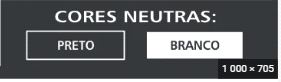 CORES NEUTRAS:
PRETO
BRANCO
1 000 × 705